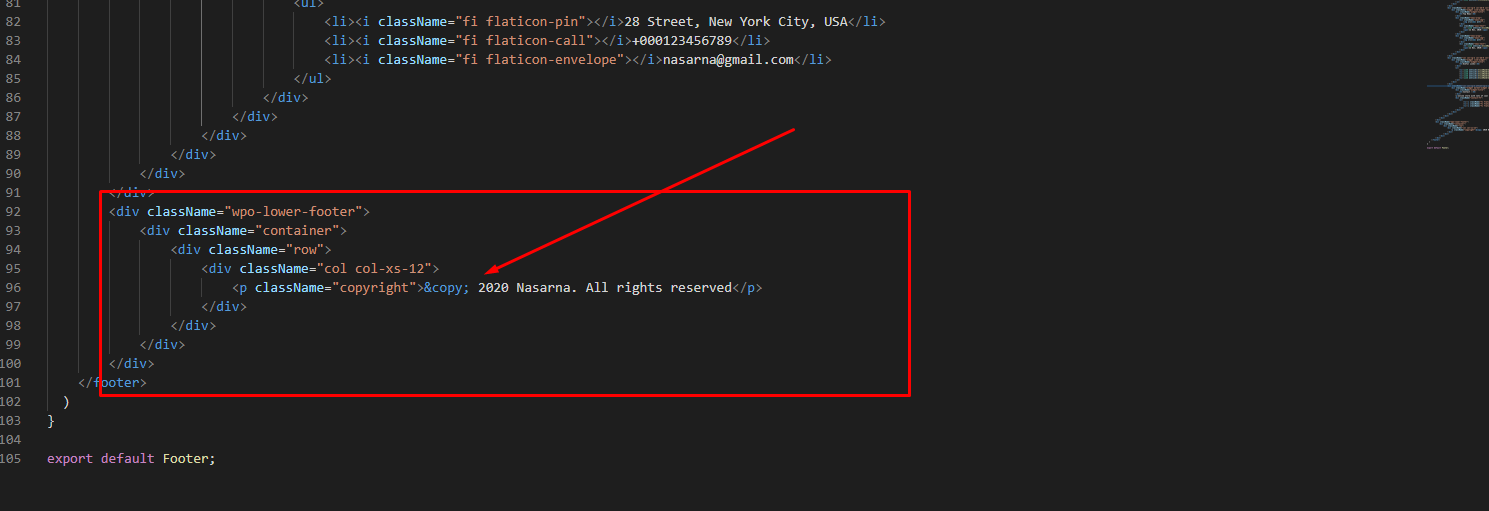 81 <ul>
82 <li><i className="fi flaticon-pin"></i>28 Street, New York City, USA</li>
83 <li><i className="fi flaticon-call"></i>+000123456789</li>
84 <li><i className="fi flaticon-envelope"></i>nasarna@gmail.com</li>
85 </ul>
86 </div>
87 </div>
88 </div>
89 </div>
90 </div>
91 </div>
92 <div className="wpo-lower-footer">
93 <div className="container">
94 <div className="row">
95 <div className="col col-xs-12">
96 <p className="copyright">&copy; 2020 Nasarna. All rights reserved</p>
97 </div>
98 </div>
99 </div>
100 </div>
101 </footer>
102 )
103 }
104
105 export default Footer;